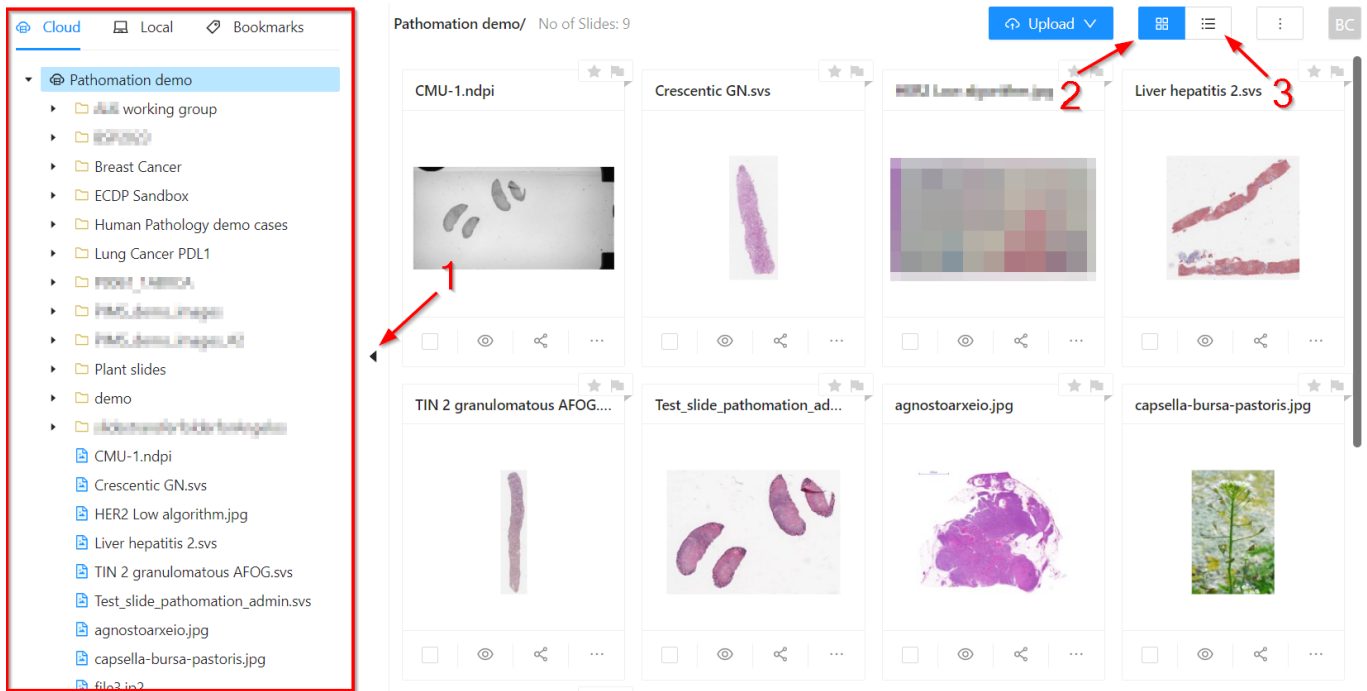 Cloud Local Bookmarks
Pathomation demo
working group
Breast Cancer
ECDP Sandbox
Human Pathology demo cases
Lung Cancer PDL1
Plant slides
demo
CMU-1.ndpi
Crescentic GN.svs
HER2 Low algorithm.jpg
Liver hepatitis 2.svs
TIN 2 granulomatous AFOG.svs
Test_slide_pathomation_admin.svs
agnostoarxeio.jpg
capsella-bursa-pastoris.jpg
file3.jp2
Pathomation demo/ No of Slides: 9
Upload
BC
CMU-1.ndpi
Crescentic GN.svs
2
Liver hepatitis 2.svs
3
1
TIN 2 granulomatous AFOG....
Test_slide_pathomation_ad...
agnostoarxeio.jpg
capsella-bursa-pastoris.jpg